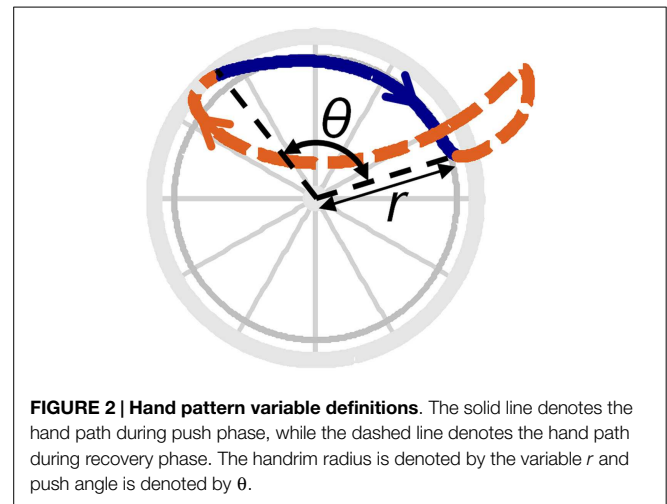 θ
r
FIGURE 2 | Hand pattern variable definitions. The solid line denotes the
hand path during push phase, while the dashed line denotes the hand path
during recovery phase. The handrim radius is denoted by the variable r and
push angle is denoted by θ.